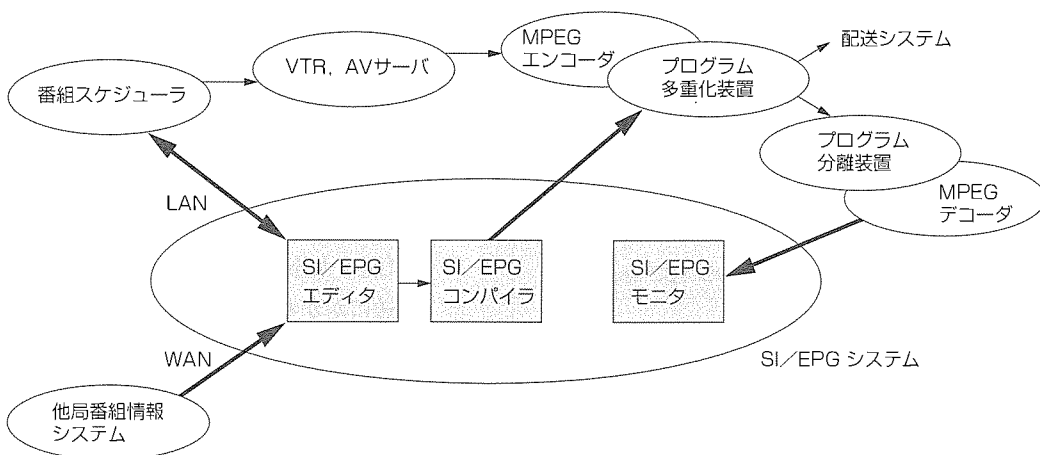 MPEG
エンコーダ
配送システム
VTR，AVサーバ
プログラム
多重化装置
番組スケジューラ
プログラム
分離装置
MPEG
デコーダ
LAN
SI／EPG
エディタ
SI／EPG
コンパイラ
SI／EPG
モニタ
WAN
SI／EPG システム
他局番組情報
システム